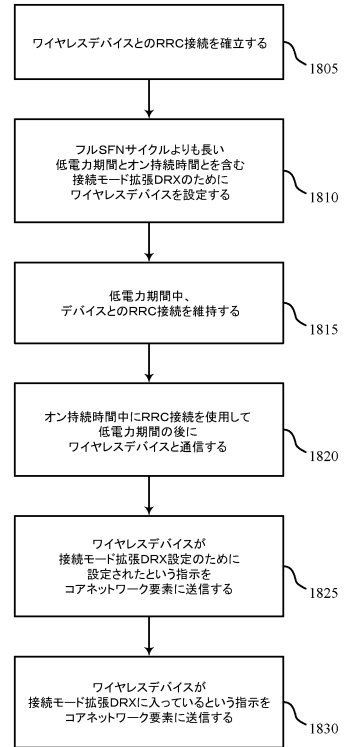 ワイヤレスデバイスとのRRC接続を確立する
1805
フルSFNサイクルよりも長い
低電力期間とオン持続時間とを含む
接続モード拡張DRXのために
ワイヤレスデバイスを設定する
1810
低電力期間中、
デバイスとのRRC接続を維持する
1815
オン持続時間中にRRC接続を使用して
低電力期間の後に
ワイヤレスデバイスと通信する
1820
ワイヤレスデバイスが
接続モード拡張DRX設定のために
設定されたという指示を
コアネットワーク要素に送信する
1825
ワイヤレスデバイスが
接続モード拡張DRXに入っているという指示を
コアネットワーク要素に送信する
1830